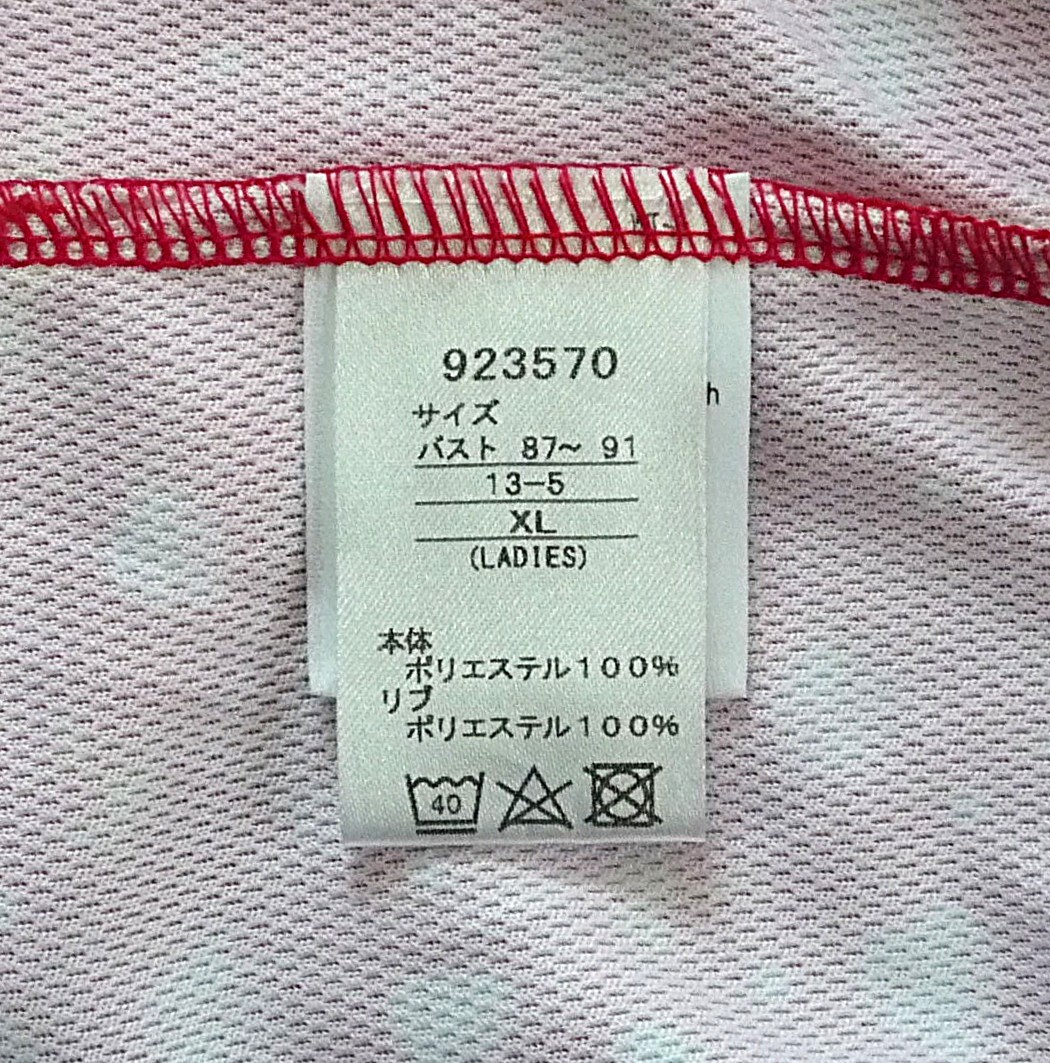 923570
サイズ
バスト 87〜 91
13−5
XL
(LADIES)
h
本体
ポリエステル100%
リブ
ポリエステル100%
40